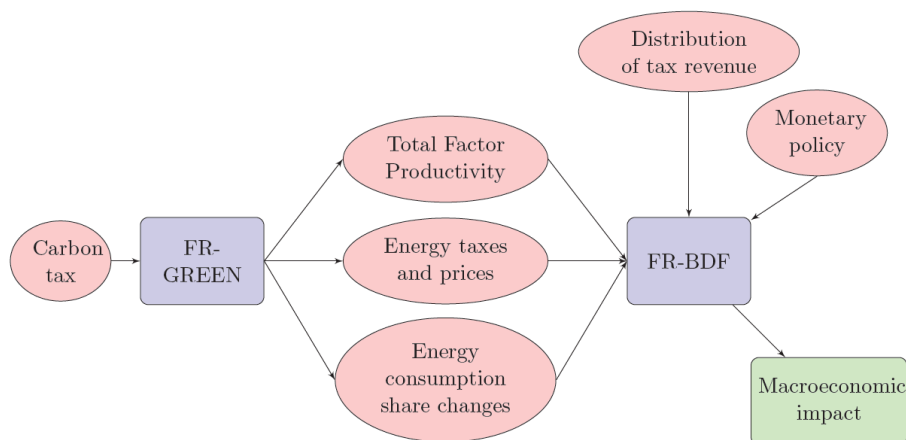 Distribution
of tax revenue
Monetary
policy
Total Factor
Productivity
Carbon
tax
FR-
GREEN
Energy taxes
and prices
FR-BDF
Energy
consumption
share changes
Macroeconomic
impact